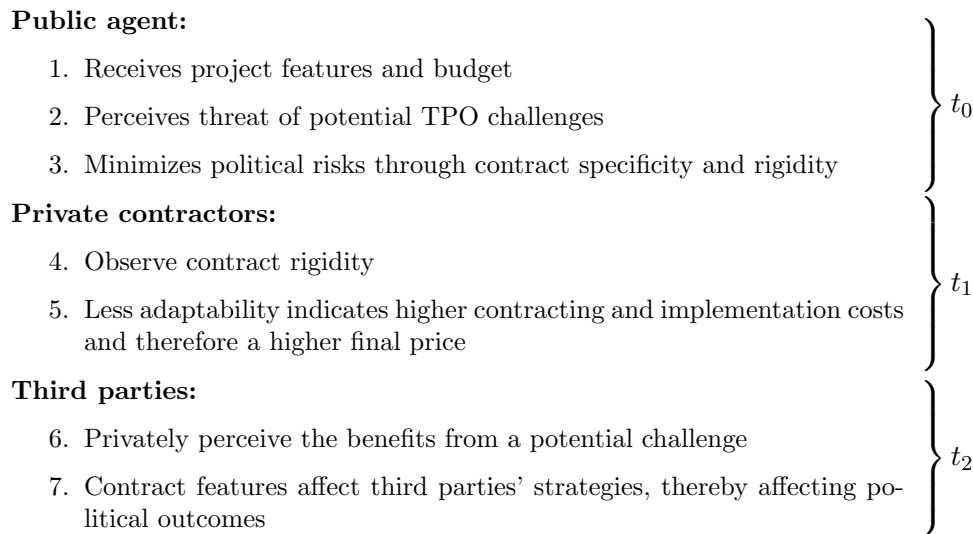 Public agent:
1. Receives project features and budget
2. Perceives threat of potential TPO challenges
3. Minimizes political risks through contract specificity and rigidity
t₀
Private contractors:
4. Observe contract rigidity
5. Less adaptability indicates higher contracting and implementation costs
and therefore a higher final price
t₁
Third parties:
6. Privately perceive the benefits from a potential challenge
7. Contract features affect third parties' strategies, thereby affecting po-
litical outcomes
t₂